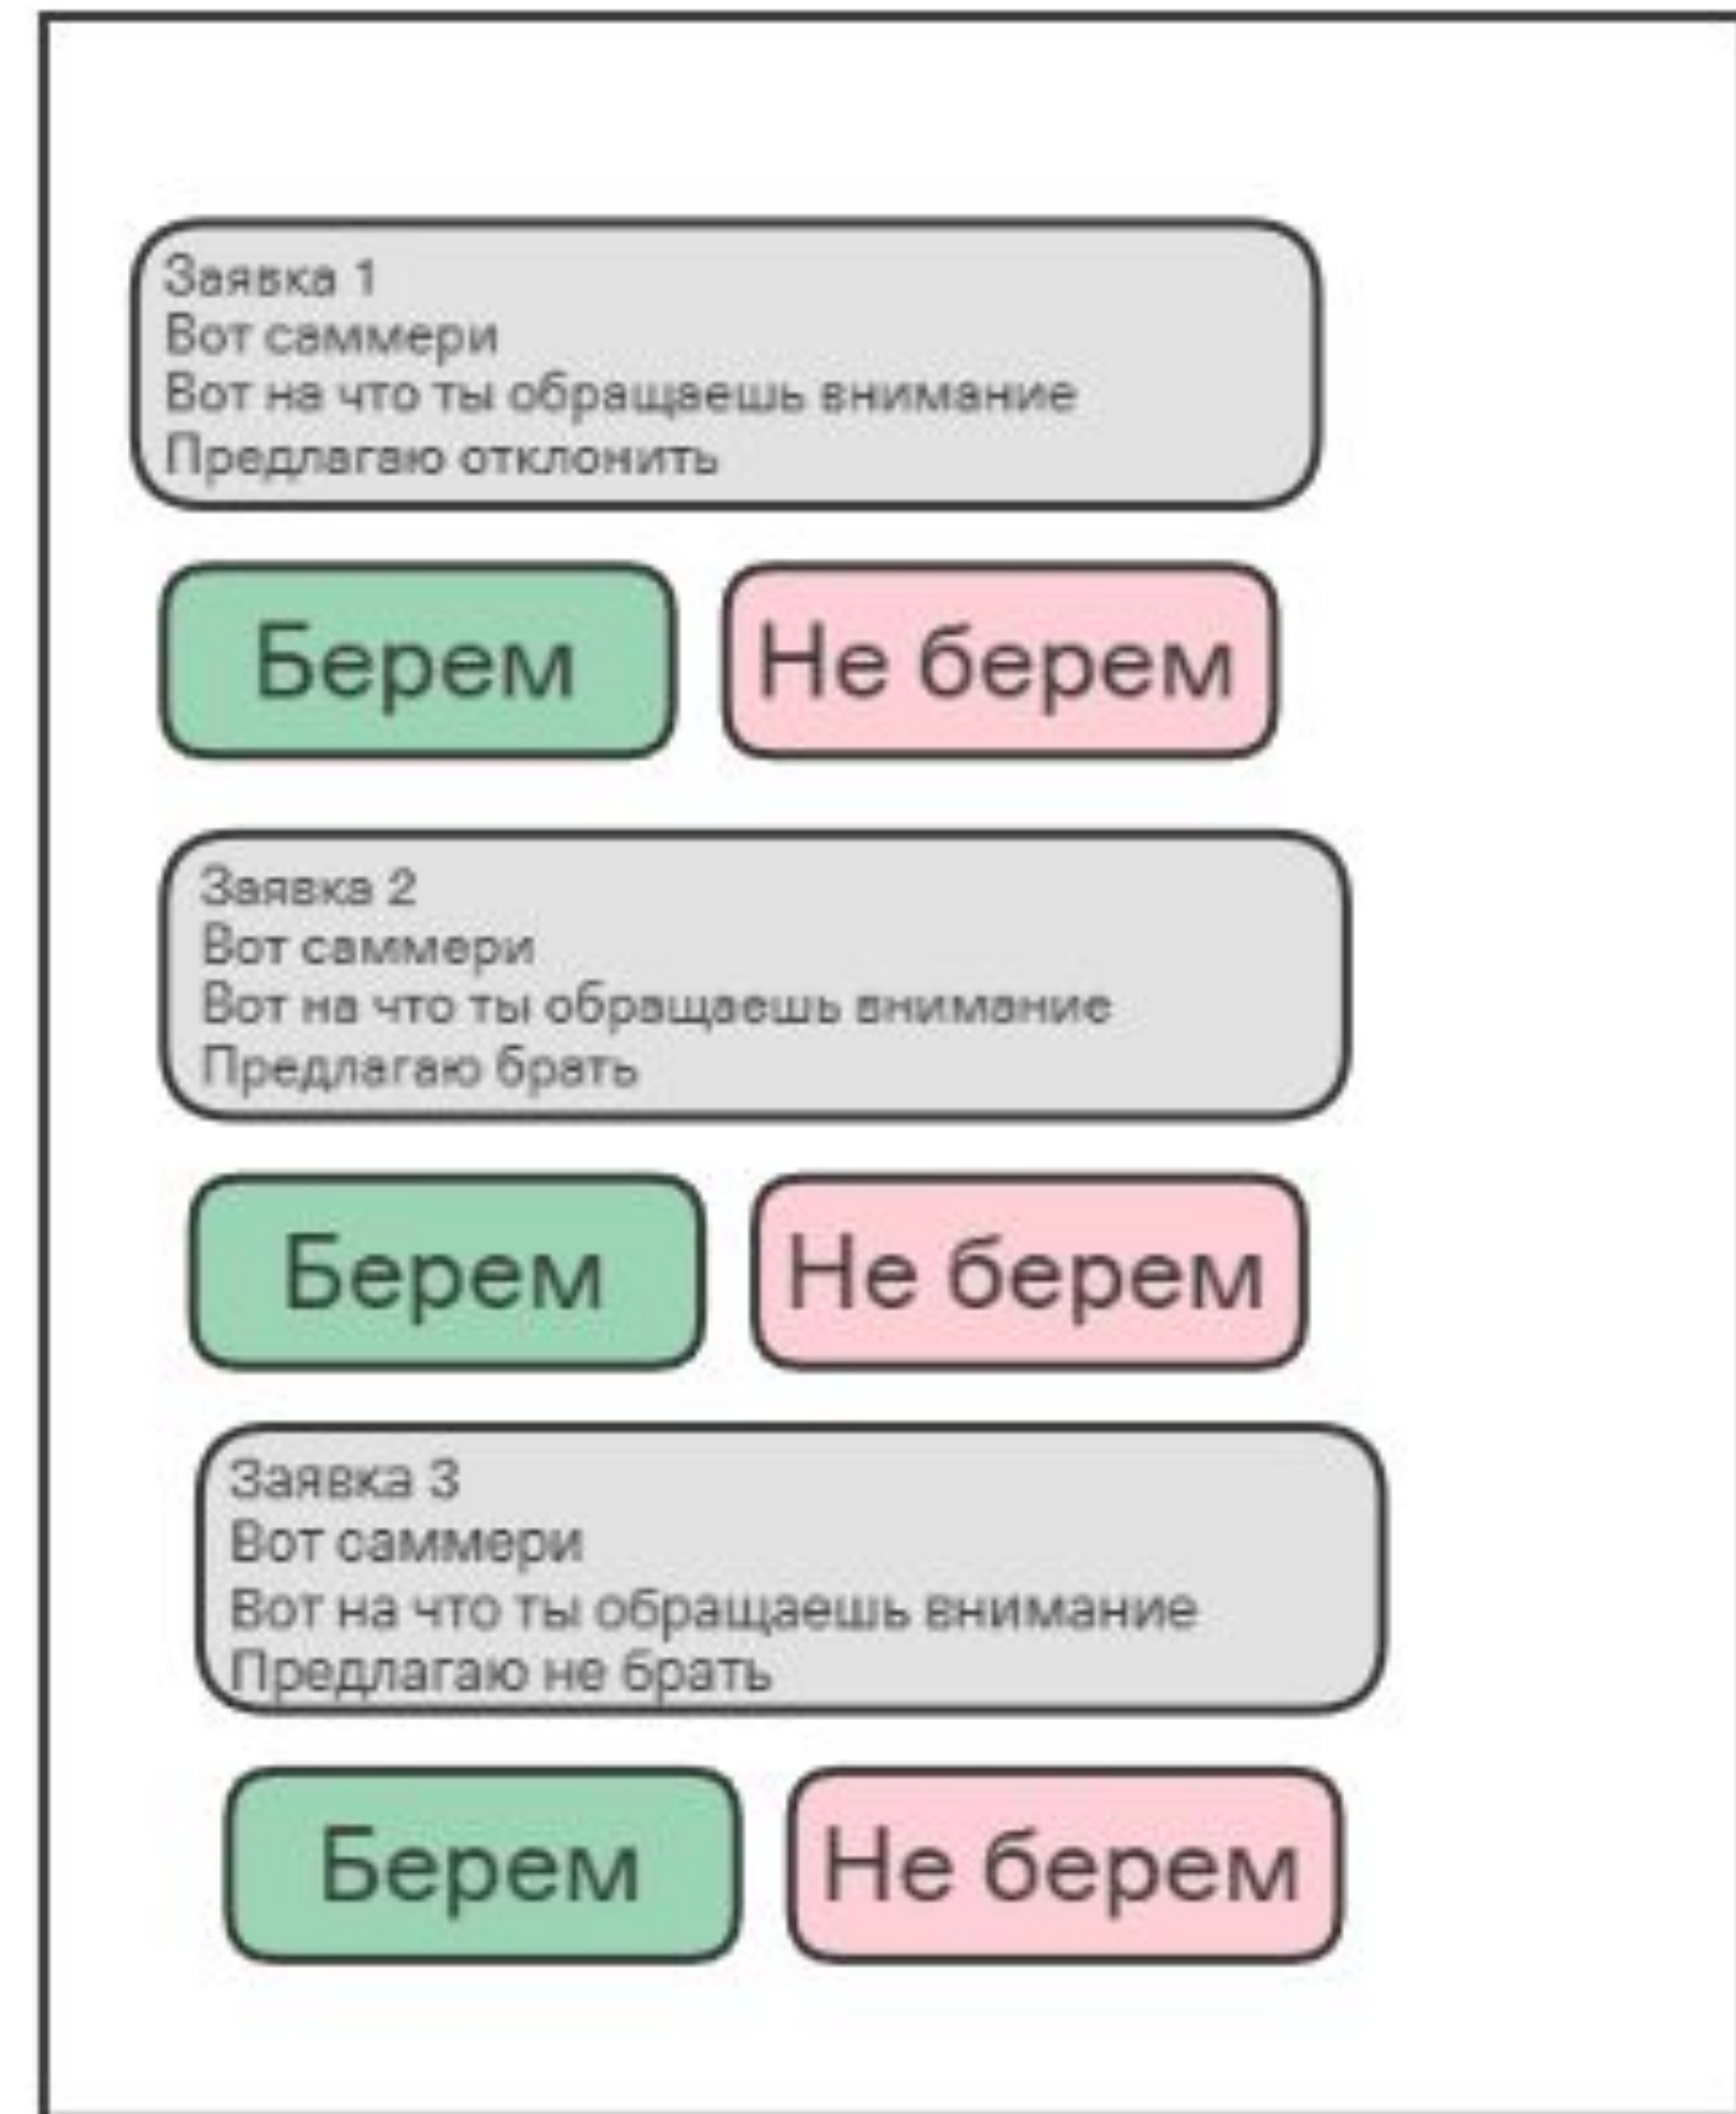 Заявка 1
Вот саммери
Вот на что ты обращаешь внимание
Предлагаю отклонить
Берем
Не берем
Заявка 2
Вот саммери
Вот на что ты обращаешь внимание
Предлагаю брать
Берем
Не берем
Заявка 3
Вот саммери
Вот на что ты обращаешь внимание
Предлагаю не брать
Берем
Не берем